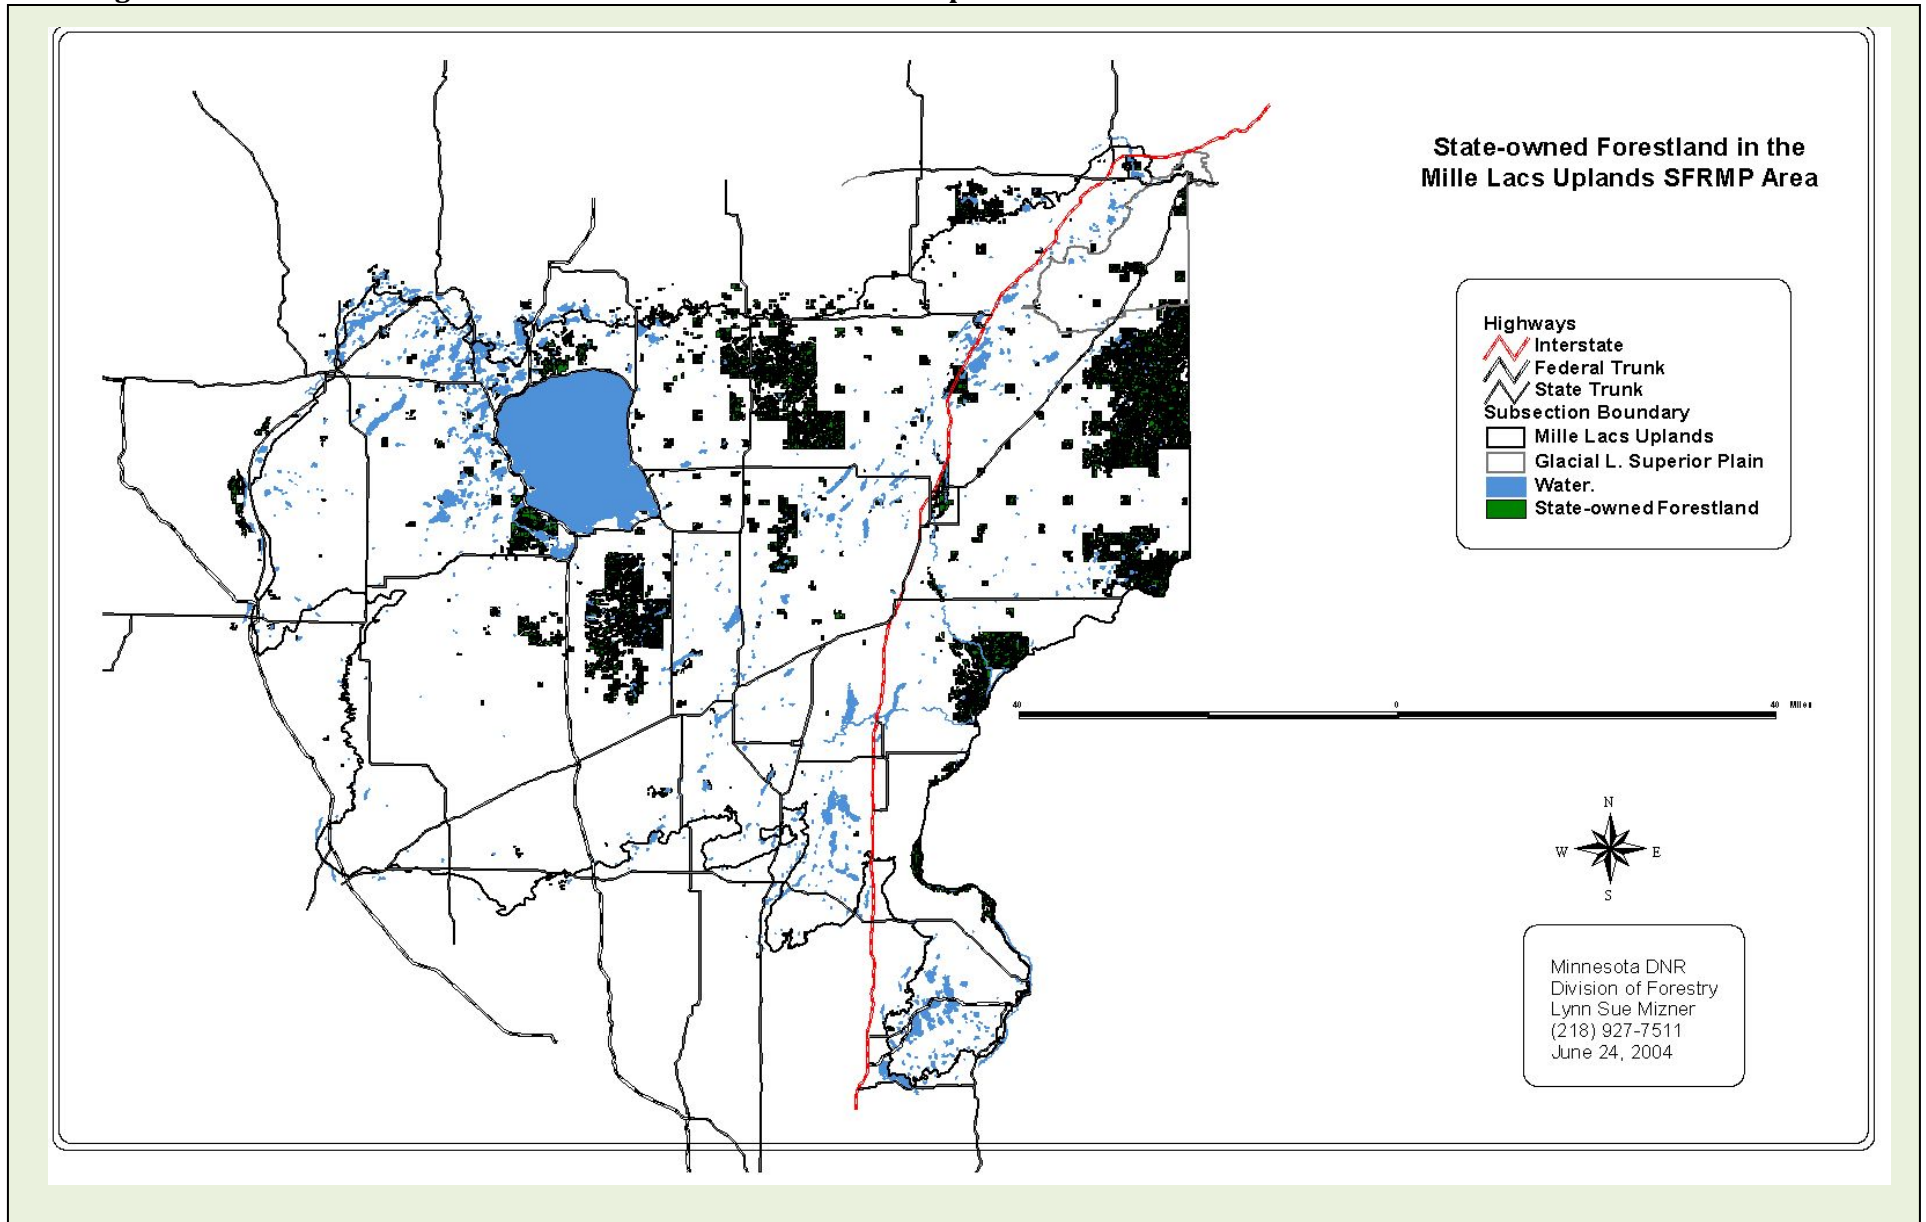 State-owned Forestland in the
Mille Lacs Uplands SFRMP Area
Highways
Interstate
Federal Trunk
State Trunk
Subsection Boundary
Mille Lacs Uplands
Glacial L. Superior Plain
Water.
State-owned Forestland
40 0 40 Miles
N
W E
S
Minnesota DNR
Division of Forestry
Lynn Sue Mizner
(218) 927-7511
June 24, 2004